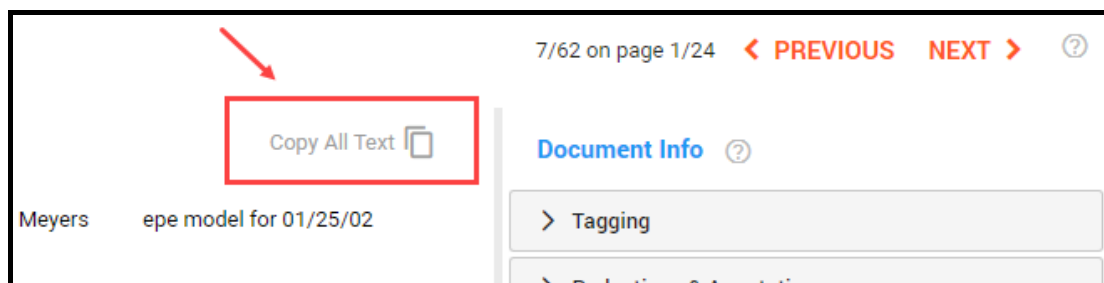 7/62 on page 1/24 PREVIOUS NEXT
Copy All Text
Document Info
Meyers epe model for 01/25/02
Tagging